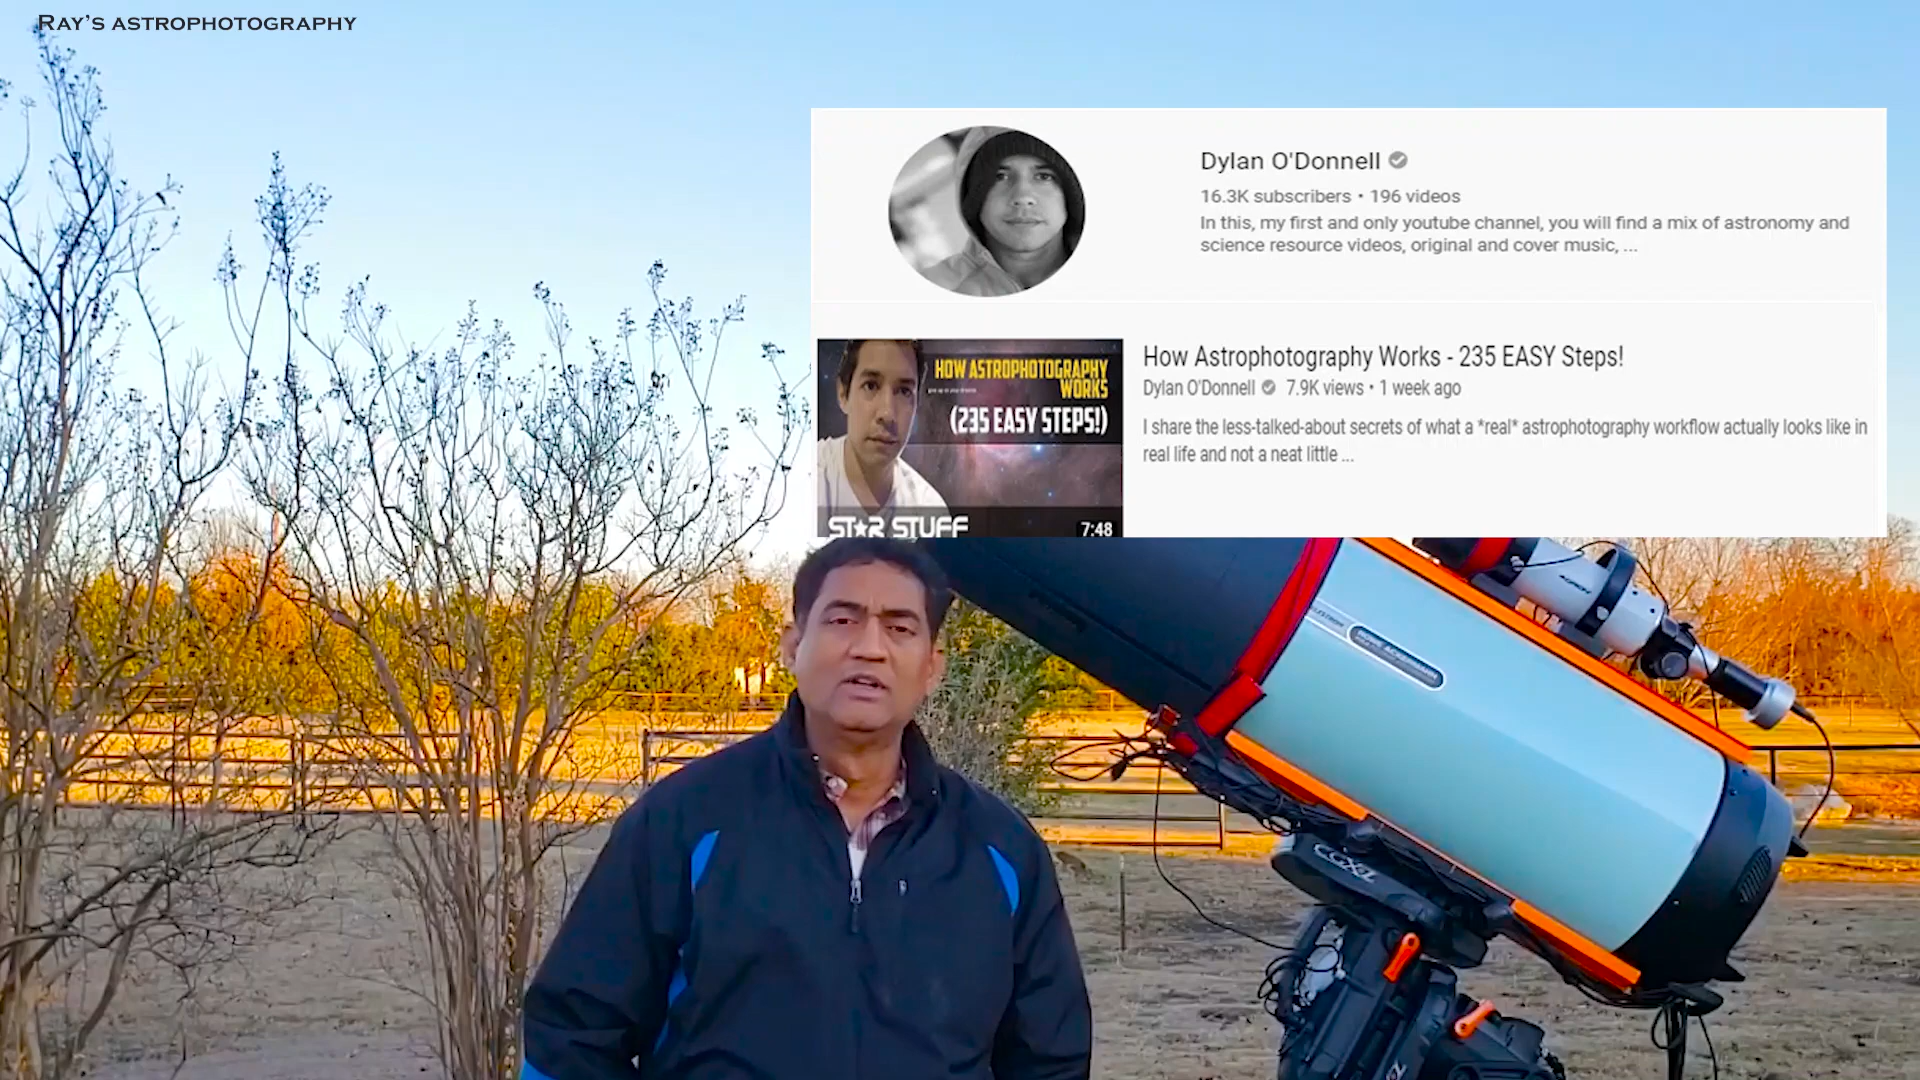 RAY'S ASTROPHOTOGRAPHY
Dylan O'Donnell
16.3K subscribers • 196 videos
In this, my first and only youtube channel, you will find a mix of astronomy and
science resource videos, original and cover music, ...
HOW ASTROPHOTOGRAPHY
WORKS
(235 EASY STEPS!)
STAR STUFF
7:48
How Astrophotography Works - 235 EASY Steps!
Dylan O'Donnell 7.9K views • 1 week ago
I share the less-talked-about secrets of what a *real* astrophotography workflow actually looks like in
real life and not a neat little ...
CELESTRON
ROWE-ACKERMANN
CGX-L